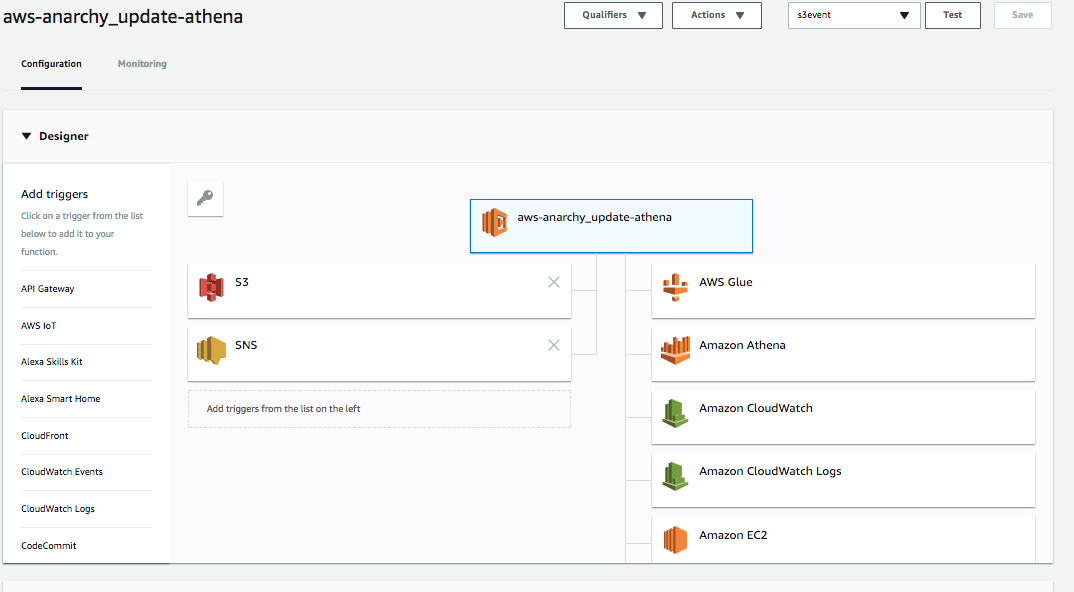 aws-anarchy_update-athena
Qualifiers
Actions
s3event
Test
Save
Configuration
Monitoring
Designer
Add triggers
Click on a trigger from the list
below to add it to your
function.
API Gateway
AWS IoT
Alexa Skills Kit
Alexa Smart Home
CloudFront
CloudWatch Events
CloudWatch Logs
CodeCommit
aws-anarchy_update-athena
S3
SNS
Add triggers from the list on the left
AWS Glue
Amazon Athena
Amazon CloudWatch
Amazon CloudWatch Logs
Amazon EC2